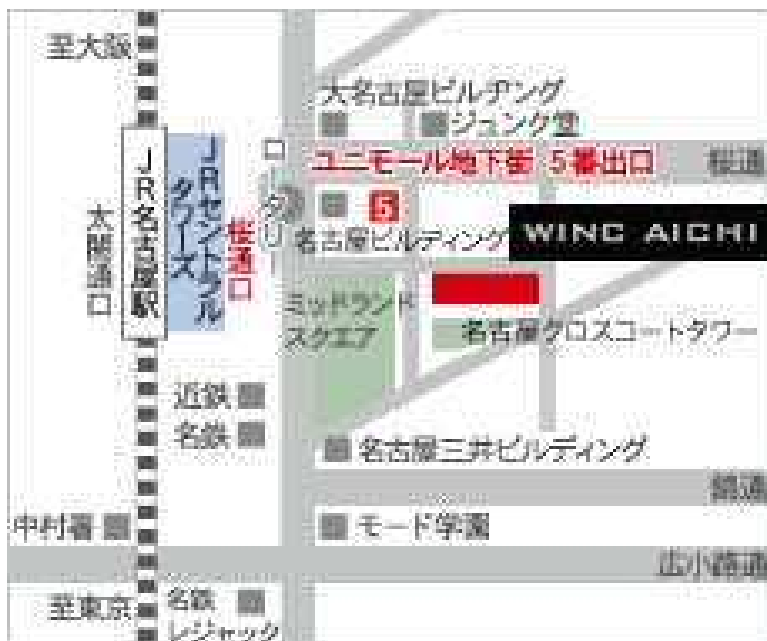 至大阪
大名古屋ビルヂング
ジュンク堂
ユニモール地下街 5番出口
桜通
ロータリー
JR名古屋駅
JRセントラル
タワーズ
桜通口
太閤通口
5
名古屋ビルディング
WINC AICHI
ミッドランド
スクエア
名古屋クロスコートタワー
近鉄
名鉄
名古屋三井ビルディング
錦通
中村署
モード学園
広小路通
至東京
名鉄
レジャック